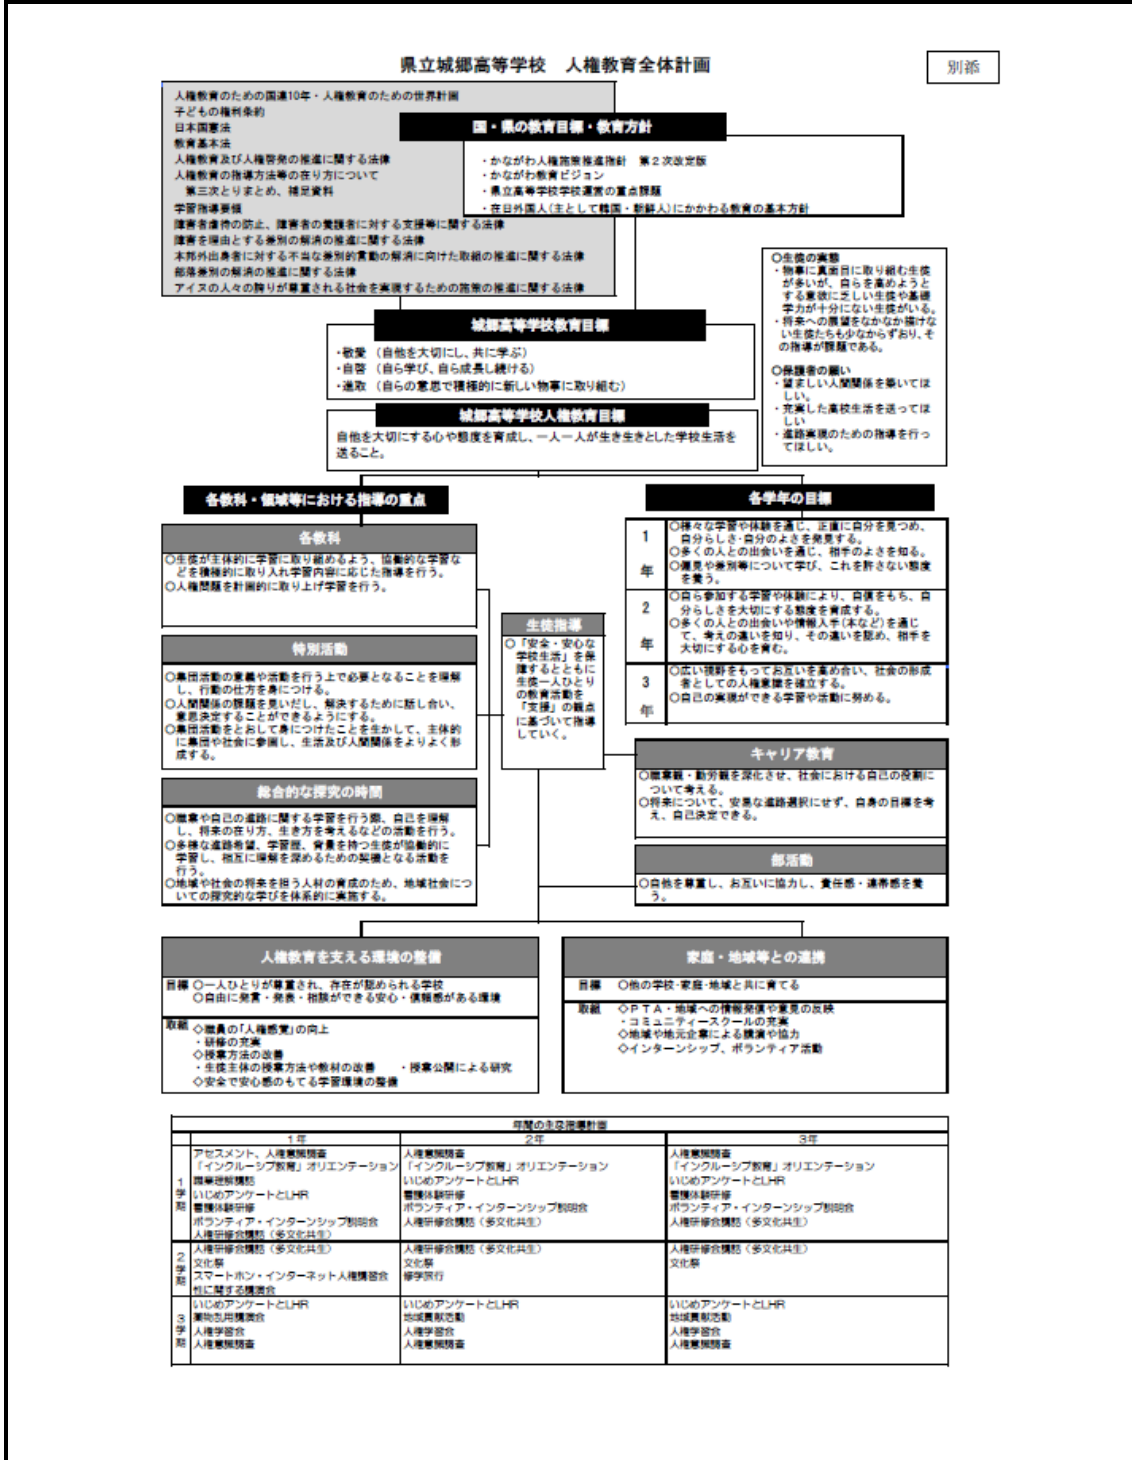 県立城郷高等学校　人権教育全体計画
別添
人権教育のための国連10年・人権教育のための世界計画
子どもの権利条約
日本国憲法
教育基本法
人権教育及び人権啓発の推進に関する法律
人権教育の指導方法等の在り方について
第三次とりまとめ、補足資料
学習指導要領
障害者虐待の防止、障害者の養護者に対する支援等に関する法律
障害を理由とする差別の解消の推進に関する法律
本邦外出身者に対する不当な差別的言動の解消に向けた取組の推進に関する法律
部落差別の解消の推進に関する法律
アイヌの人々の誇りが尊重される社会を実現するための施策の推進に関する法律
国・県の教育目標・教育方針
・かながわ人権施策推進指針　第２次改定版
・かながわ教育ビジョン
・県立高等学校学校運営の重点課題
・在日外国人(主として韓国・朝鮮人)にかかわる教育の基本方針
○生徒の実態
・物事に真面目に取り組む生徒
が多いが、自らを高めようと
する意欲に乏しい生徒や基礎
学力が十分にない生徒がいる。
・将来への展望をなかなか描けな
い生徒たちも少なからずおり、そ
の指導が課題である。
○保護者の願い
・望ましい人間関係を築いてほ
しい。
・充実した高校生活を送ってほ
しい
・進路実現のための指導を行っ
てほしい。
城郷高等学校教育目標
・敬愛　（自他を大切にし、共に学ぶ）
・自啓　（自ら学び、自ら成長し続ける）
・進取　（自らの意思で積極的に新しい物事に取り組む）
城郷高等学校人権教育目標
自他を大切にする心や態度を育成し、一人一人が生き生きとした学校生活を
送ること。
各教科・領域等における指導の重点
各教科
○生徒が主体的に学習に取り組めるよう、協働的な学習な
どを積極的に取り入れ学習内容に応じた指導を行う。
○人権問題を計画的に取り上げ学習を行う。
特別活動
○集団活動の意義や活動を行う上で必要となることを理解
し、行動の仕方を身につける。
○人間関係の課題を見いだし、解決するために話し合い、
意思決定することができるようにする。
○集団活動をとおして身につけたことを生かして、主体的
に集団や社会に参画し、生活及び人間関係をよりよく形
成する。
総合的な探究の時間
○職業や自己の進路に関する学習を行う際、自己を理解
し、将来の在り方、生き方を考えるなどの活動を行う。
○多様な進路希望、学習歴、背景を持つ生徒が協働的に
学習し、相互に理解を深めるための契機となる活動を
行う。
○地域や社会の将来を担う人材の育成のため、地域社会につ
いての探究的な学びを体系的に実施する。
生徒指導
○「安全・安心な
学校生活」を保
障するとともに
生徒一人ひとり
の教育活動を
「支援」の観点
に基づいて指導
していく。
各学年の目標
1年
○様々な学習や体験を通じ、正直に自分を見つめ、
自分らしさ・自分のよさを発見する。
○多くの人との出会いを通じ、相手のよさを知る。
○偏見や差別等について学び、これを許さない態度
を養う。
2年
○自ら参加する学習や体験により、自信をもち、自
分らしさを大切にする態度を育成する。
○多くの人との出会いや情報入手(本など)を通じ
て、考えの違いを知り、その違いを認め、相手を
大切にする心を育む。
3年
○広い視野をもってお互いを高め合い、社会の形成
者としての人権意識を確立する。
○自己の実現ができる学習や活動に努める。
キャリア教育
○職業観・勤労観を深化させ、社会における自己の役割に
ついて考える。
○将来について、安易な進路選択にせず、自身の目標を考
え、自己決定できる。
部活動
○自他を尊重し、お互いに協力し、責任感・連帯感を養
う。
人権教育を支える環境の整備
目標 ○一人ひとりが尊重され、存在が認められる学校
○自由に発言・発表・相談ができる安心・信頼感がある環境
取組 ◇職員の「人権感覚」の向上
・研修の充実
◇授業方法の改善
・生徒主体の授業方法や教材の改善　・授業公開による研究
◇安全で安心感のもてる学習環境の整備
家庭・地域等との連携
目標　○他の学校・家庭・地域と共に育てる
取組　◇ＰＴＡ・地域への情報発信や意見の反映
・コミュニティースクールの充実
◇地域や地元企業による講演や協力
◇インターンシップ、ボランティア活動
年間の主な指導計画
1年　2年　3年
1学期
アセスメント、人権意識調査
「インクルーシブ教育」オリエンテーション
職業理解講話
いじめアンケートとLHR
看護体験研修
ボランティア・インターンシップ説明会
人権研修会講話（多文化共生）
人権意識調査
「インクルーシブ教育」オリエンテーション
いじめアンケートとLHR
看護体験研修
ボランティア・インターンシップ説明会
人権研修会講話（多文化共生）
人権意識調査
「インクルーシブ教育」オリエンテーション
いじめアンケートとLHR
看護体験研修
ボランティア・インターンシップ説明会
人権研修会講話（多文化共生）
2学期
人権研修会講話（多文化共生）
文化祭
スマートホン・インターネット人権講習会
性に関する講演会
人権研修会講話（多文化共生）
文化祭
修学旅行
人権研修会講話（多文化共生）
文化祭
3学期
いじめアンケートとLHR
薬物乱用講演会
人権学習会
人権意識調査
いじめアンケートとLHR
地域貢献活動
人権学習会
人権意識調査
いじめアンケートとLHR
地域貢献活動
人権学習会
人権意識調査